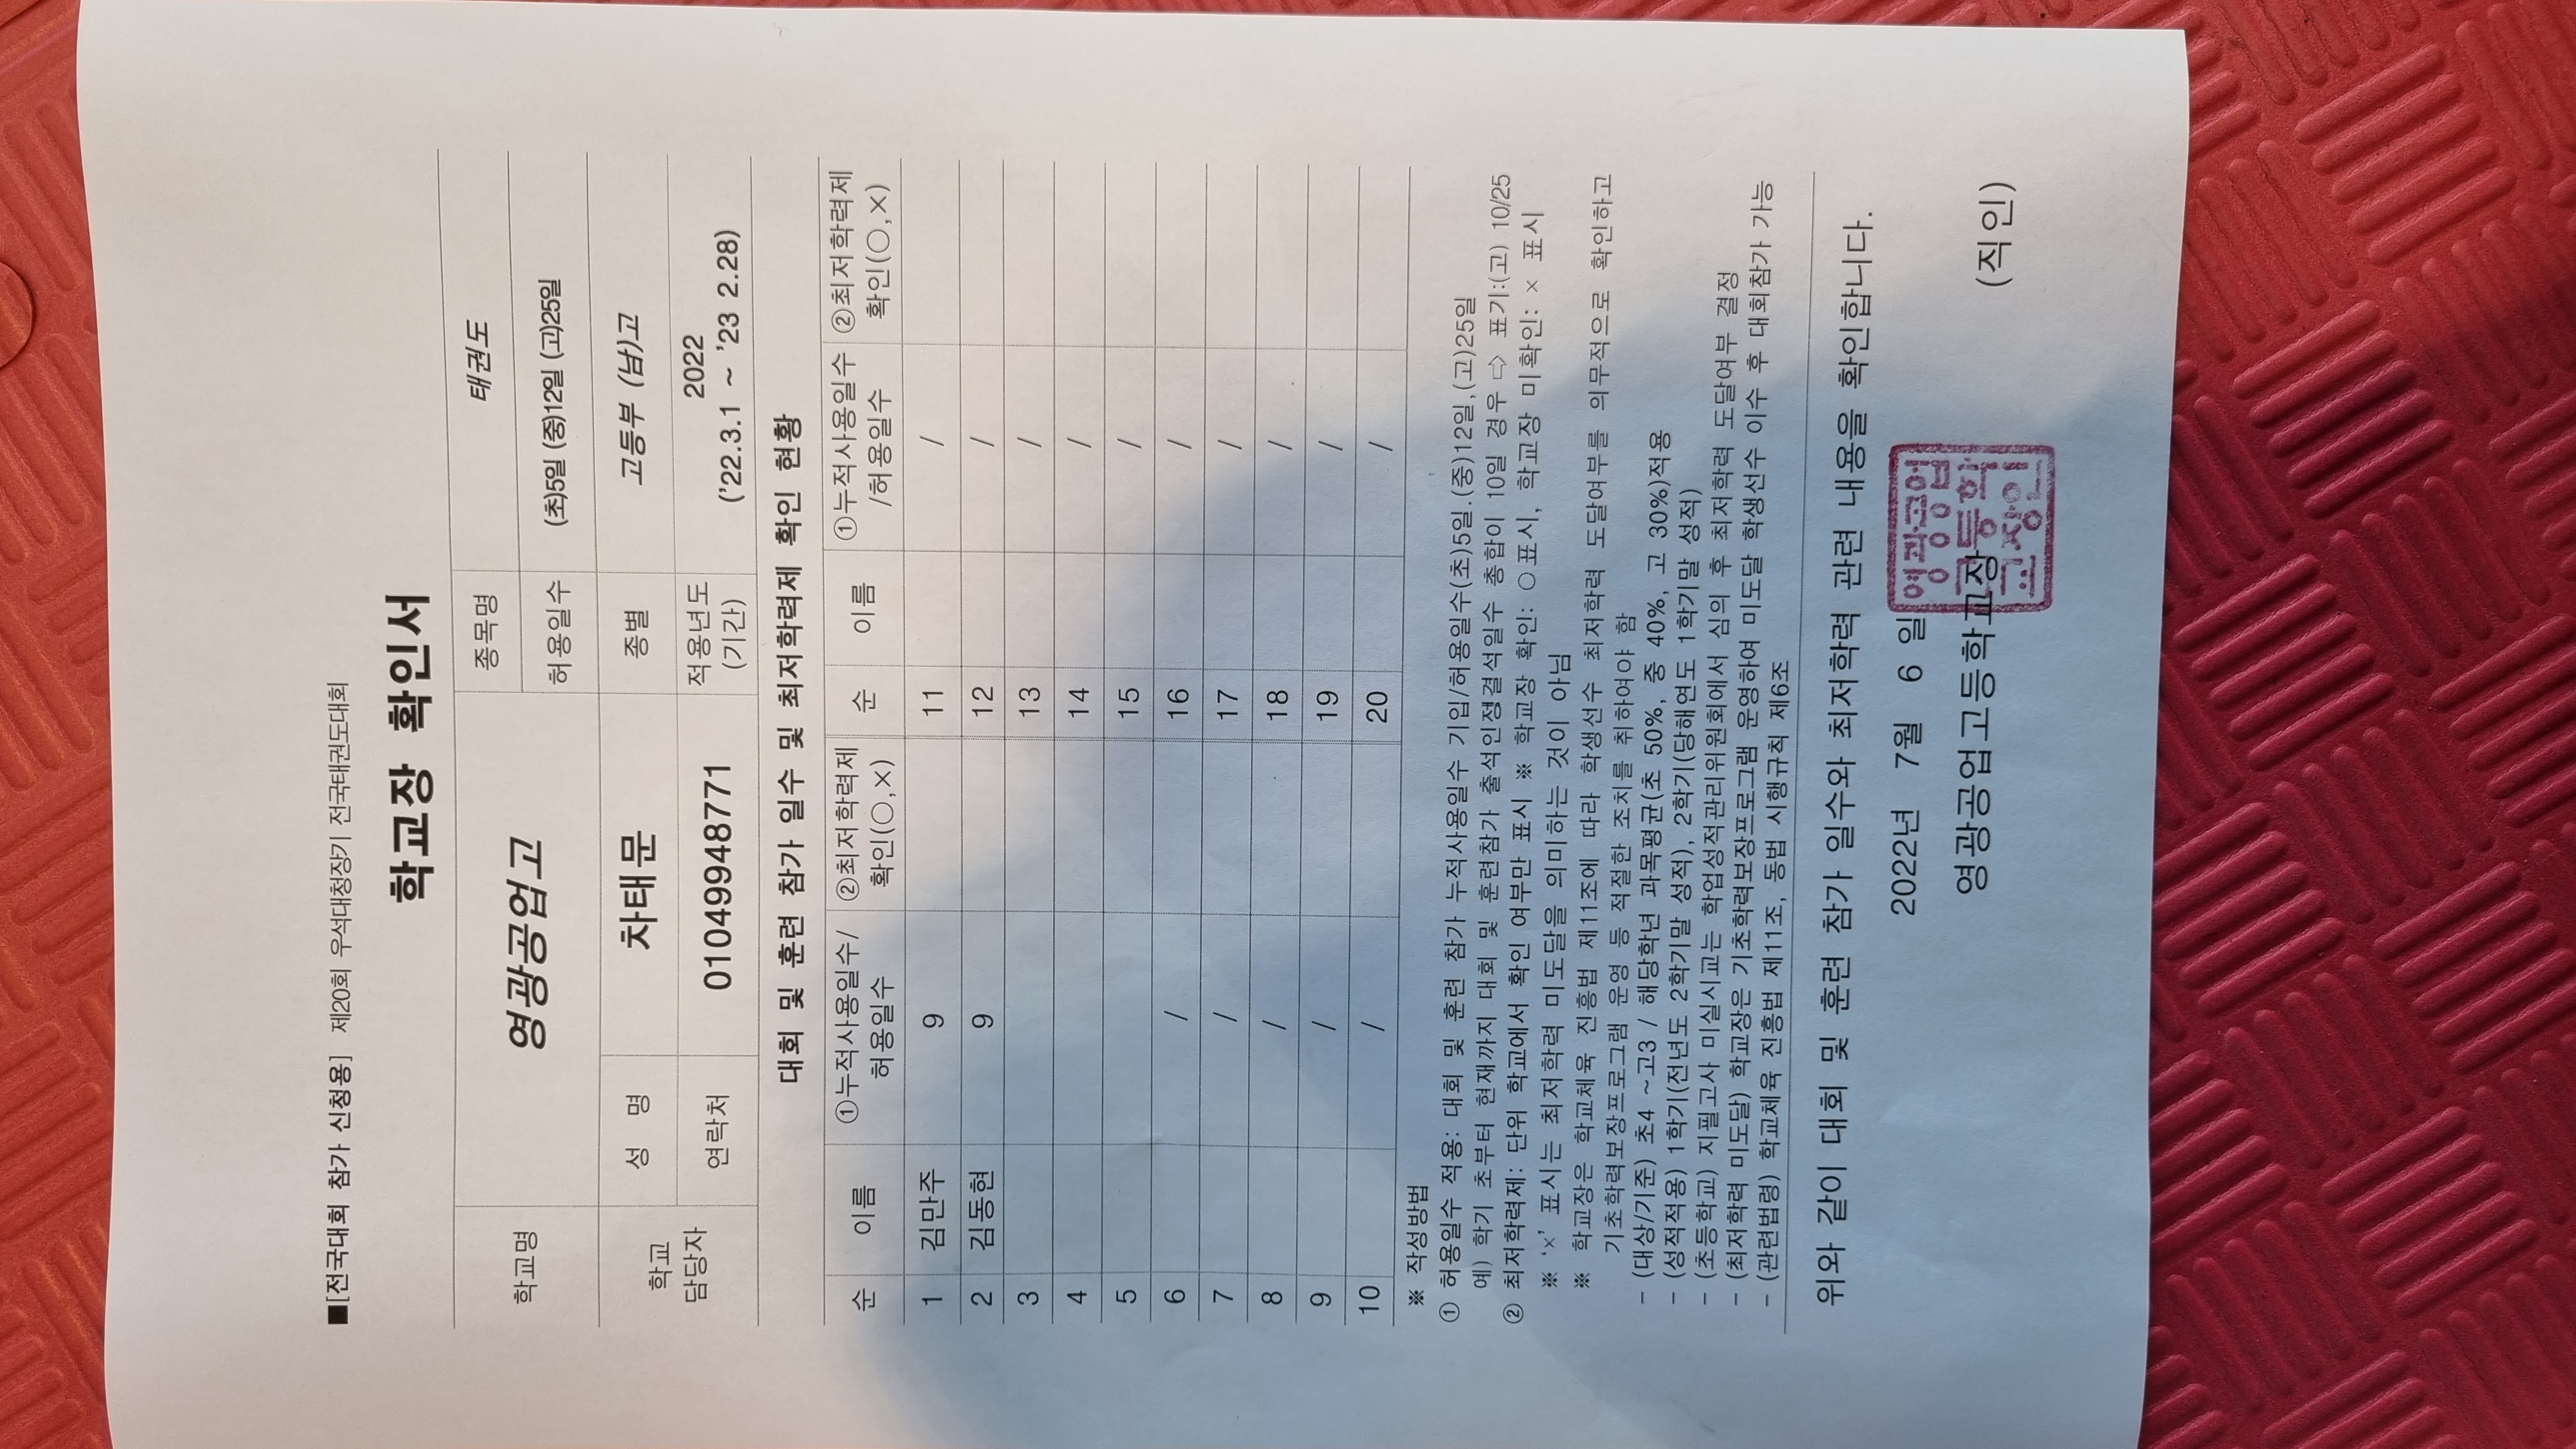 ■[전국대회 참가 신청용] 제20회 우석대총장기 전국태권도대회
학교장 확인서
학교명 영광공업고 종목명 태권도
허용일수 (초)5일 (중)12일 (고)25일
학교 담당자 성 명 차태문 종별 고등부 (남)고
연락처 01049948771 적용년도 (기간) 2022 ('22.3.1 ~ '23 2.28)
대회 및 훈련 참가 일수 및 최저학력제 확인 현황
순 이름 ①누적사용일수/허용일수 ②최저학력제 확인(○,×) 순 이름 ①누적사용일수/허용일수 ②최저학력제 확인(○,×)
1 김민주 9 11 /
2 김동현 9 12 /
3 13 /
4 14 /
5 15 /
6 / 16 /
7 / 17 /
8 / 18 /
9 / 19 /
10 / 20 /
※ 작성방법
① 허용일수 적용: 대회 및 훈련 참가 누적사용일수 기입/허용일수(초)5일.(중)12일,(고)25일
예) 학기 초부터 현재까지 대회 및 훈련참가 출석인정결석일수 총합이 10일 경우 ⇨ 표기:(고) 10/25
② 최저학력제: 단위 학교에서 확인 여부만 표시 ※ 학교장 확인: ○표시, 학교장 미확인: × 표시
※ '×' 표시는 최저학력 미도달을 의미하는 것이 아님
※ 학교장은 학교체육 진흥법 제11조에 따라 학생선수 최저학력 도달여부를 의무적으로 확인하고
기초학력보장프로그램 운영 등 적절한 조치를 취하여야 함
- (대상/기준) 초4 ~고3 / 해당학년 과목평균(초 50%, 중 40%, 고 30%)적용
- (성적적용) 1학기(전년도 2학기말 성적), 2학기(당해연도 1학기말 성적)
- (초등학교) 지필고사 미실시교는 학업성적관리위원회에서 심의 후 최저학력 도달여부 결정
- (최저학력 미도달) 학교장은 기초학력보장프로그램 운영하여 미도달 학생선수 이수 후 대회참가 가능
- (관련법령) 학교체육 진흥법 제11조, 동법 시행규칙 제6조
위와 같이 대회 및 훈련 참가 일수와 최저학력 관련 내용을 확인합니다.
2022년 7월 6 일
영광공업고등학교장 (직인)
영광공업
고등학
교장인